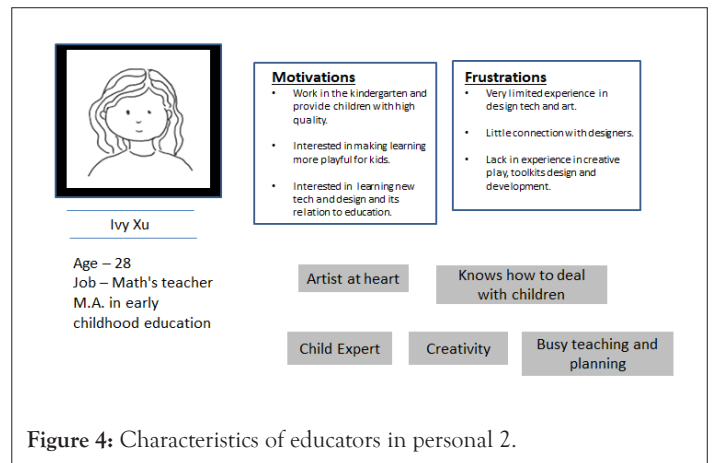 Ivy Xu
Age – 28
Job – Math's teacher
M.A. in early
childhood education
Motivations
• Work in the kindergarten and
provide children with high
quality.
• Interested in making learning
more playful for kids.
• Interested in learning new
tech and design and its
relation to education.
Frustrations
• Very limited experience in
design tech and art.
• Little connection with designers.
• Lack in experience in creative
play, toolkits design and
development.
Artist at heart
Knows how to deal
with children
Child Expert
Creativity
Busy teaching and
planning
Figure 4: Characteristics of educators in personal 2.